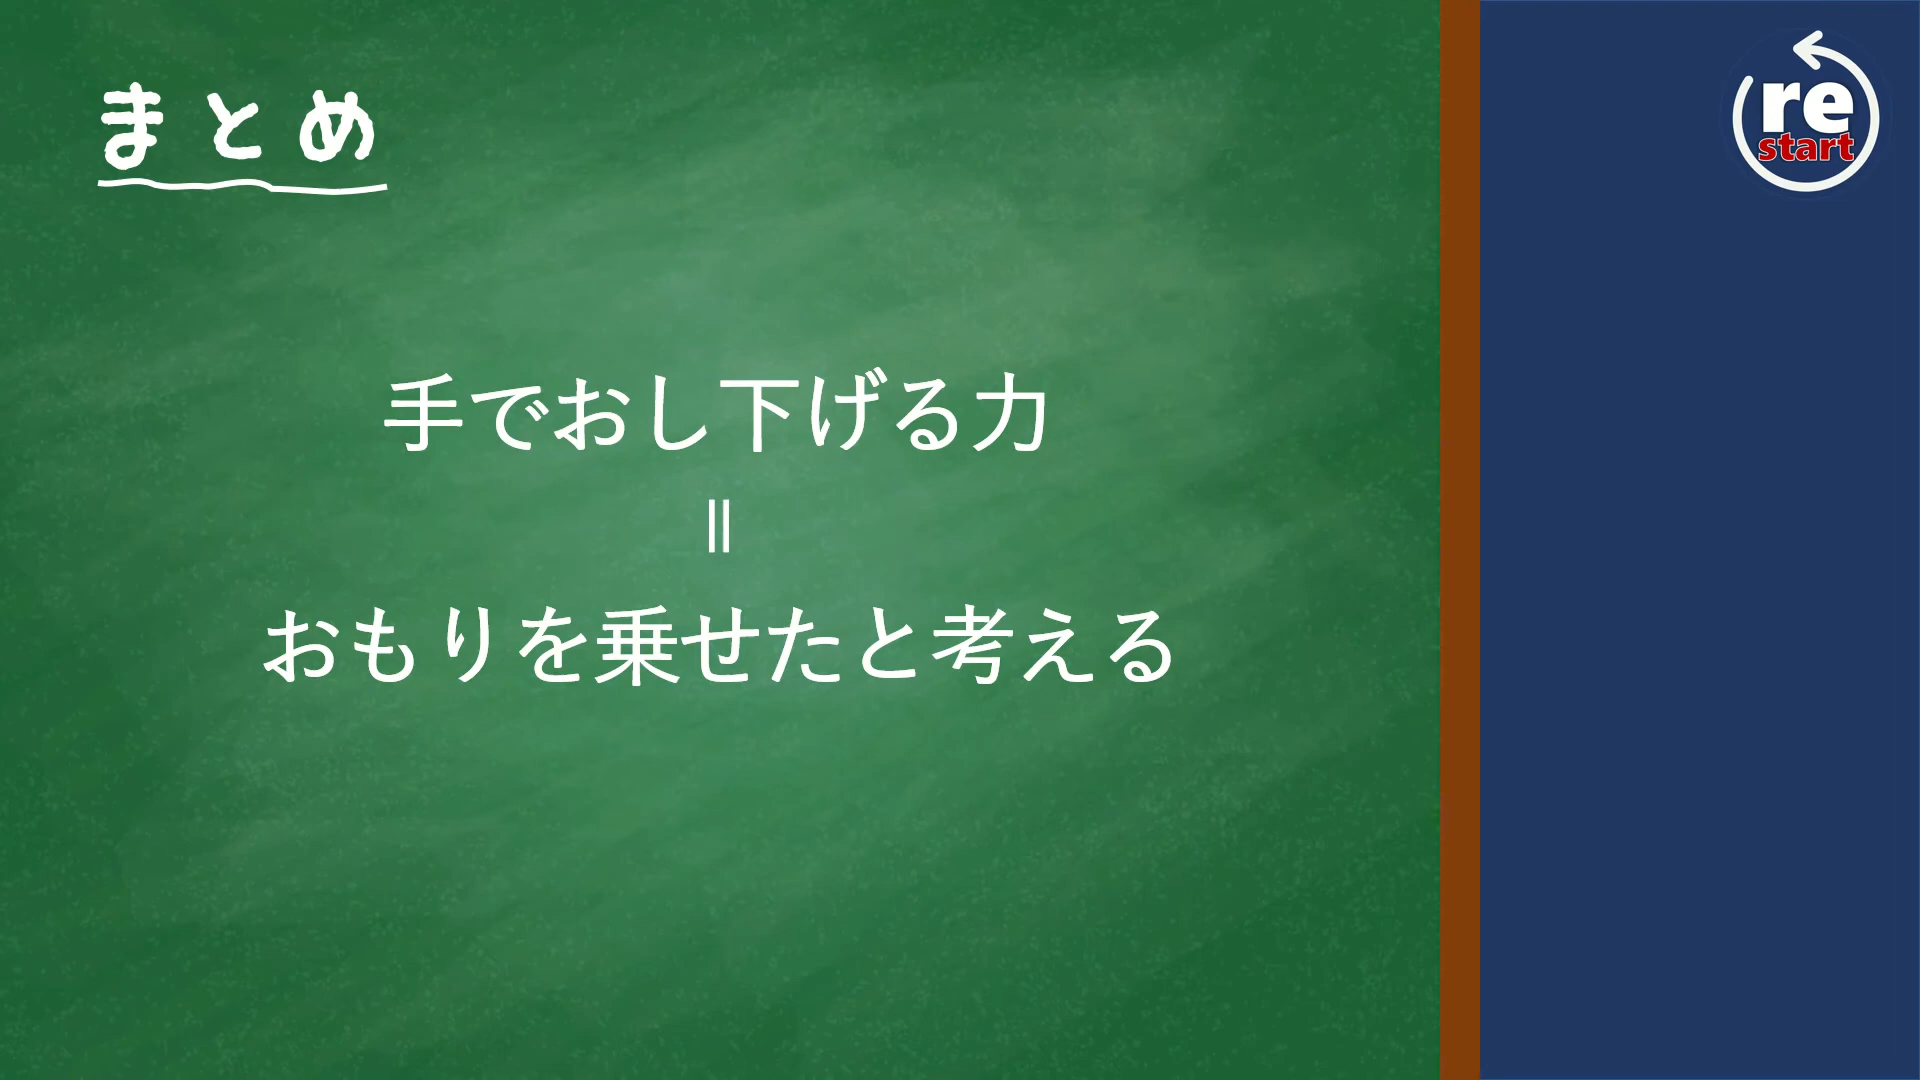 まとめ
手でおし下げる力
=
おもりを乗せたと考える
re
start